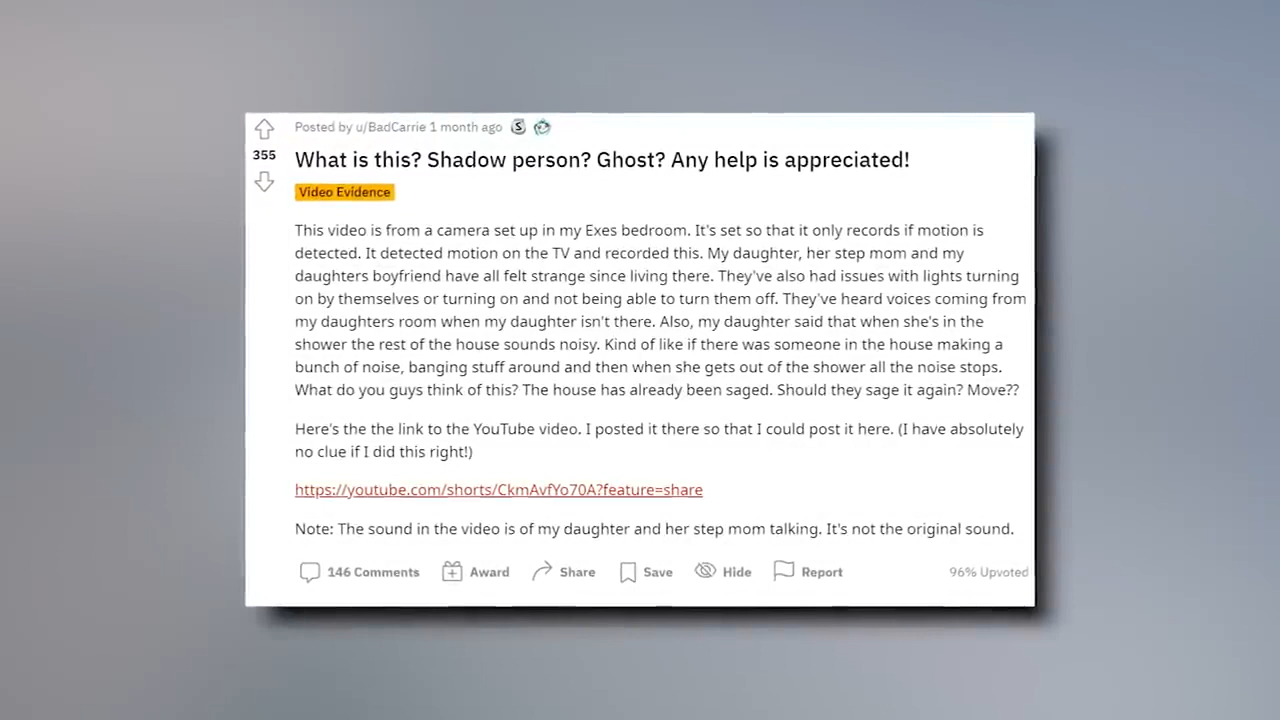 Posted by u/BadCarrie 1 month ago
355
What is this? Shadow person? Ghost? Any help is appreciated!
Video Evidence
This video is from a camera set up in my Exes bedroom. It's set so that it only records if motion is
detected. It detected motion on the TV and recorded this. My daughter, her step mom and my
daughters boyfriend have all felt strange since living there. They've also had issues with lights turning
on by themselves or turning on and not being able to turn them off. They've heard voices coming from
my daughters room when my daughter isn't there. Also, my daughter said that when she's in the
shower the rest of the house sounds noisy. Kind of like if there was someone in the house making a
bunch of noise, banging stuff around and then when she gets out of the shower all the noise stops.
What do you guys think of this? The house has already been saged. Should they sage it again? Move??
Here's the the link to the YouTube video. I posted it there so that I could post it here. (I have absolutely
no clue if I did this right!)
https://youtube.com/shorts/CkmAvfYo70A?feature=share
Note: The sound in the video is of my daughter and her step mom talking. It's not the original sound.
146 Comments Award Share Save Hide Report 96% Upvoted